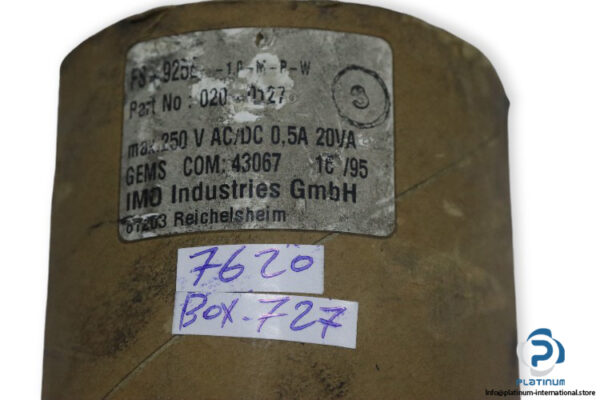 -10-M-P-W
Part No : 020
max. 250 V AC/DC 0,5A 20VA
GEMS COM: 43067 /95
IMO Industries GmbH
Reichelsheim
3
7620
Box-727
PLATINUM
info@platinum-international.store